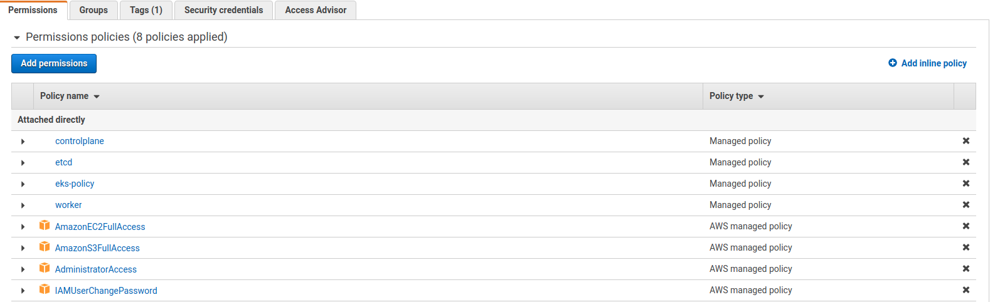 Permissions Groups Tags (1) Security credentials Access Advisor
Permissions policies (8 policies applied)
Add permissions Add inline policy
Policy name Policy type
Attached directly
controlplane Managed policy
etcd Managed policy
eks-policy Managed policy
worker Managed policy
AmazonEC2FullAccess AWS managed policy
AmazonS3FullAccess AWS managed policy
AdministratorAccess AWS managed policy
IAMUserChangePassword AWS managed policy